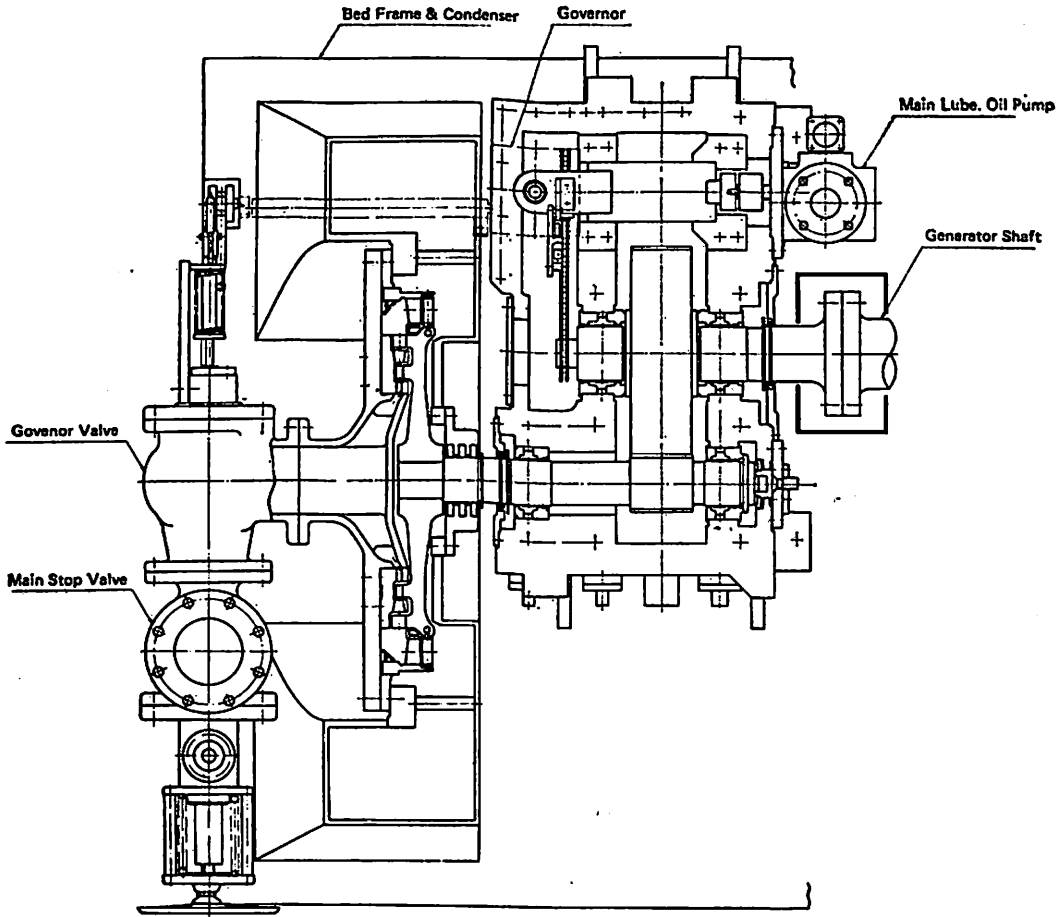 Bed Frame & Condenser
Governor
Main Lube. Oil Pump
Generator Shaft
Govenor Valve
Main Stop Valve